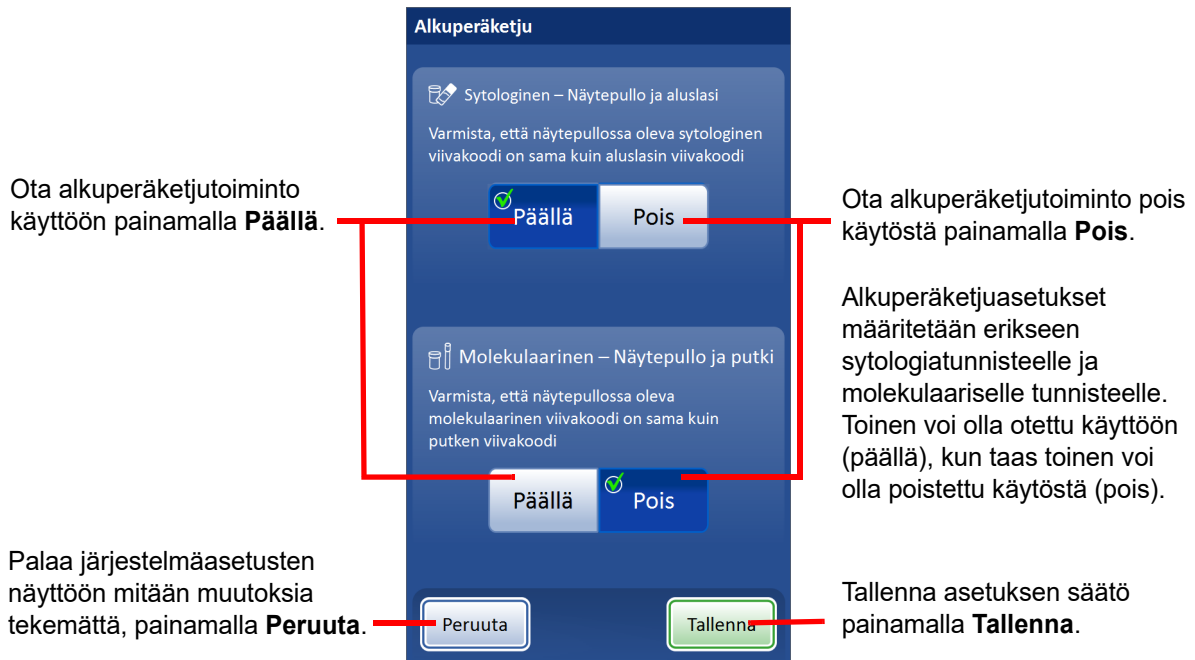 Alkuperäketju
Sytologinen – Näytepullo ja aluslasi
Varmista, että näytepullossa oleva sytologinen
viivakoodi on sama kuin aluslasin viivakoodi
Päällä
Pois
Molekulaarinen – Näytepullo ja putki
Varmista, että näytepullossa oleva
molekulaarinen viivakoodi on sama kuin
putken viivakoodi
Päällä
Pois
Peruuta
Tallenna
Ota alkuperäketjutoiminto
käyttöön painamalla Päällä.
Palaa järjestelmäasetusten
näyttöön mitään muutoksia
tekemättä, painamalla Peruuta.
Ota alkuperäketjutoiminto pois
käytöstä painamalla Pois.
Alkuperäketjuasetukset
määritetään erikseen
sytologiatunnisteelle ja
molekulaariselle tunnisteelle.
Toinen voi olla otettu käyttöön
(päällä), kun taas toinen voi
olla poistettu käytöstä (pois).
Tallenna asetuksen säätö
painamalla Tallenna.